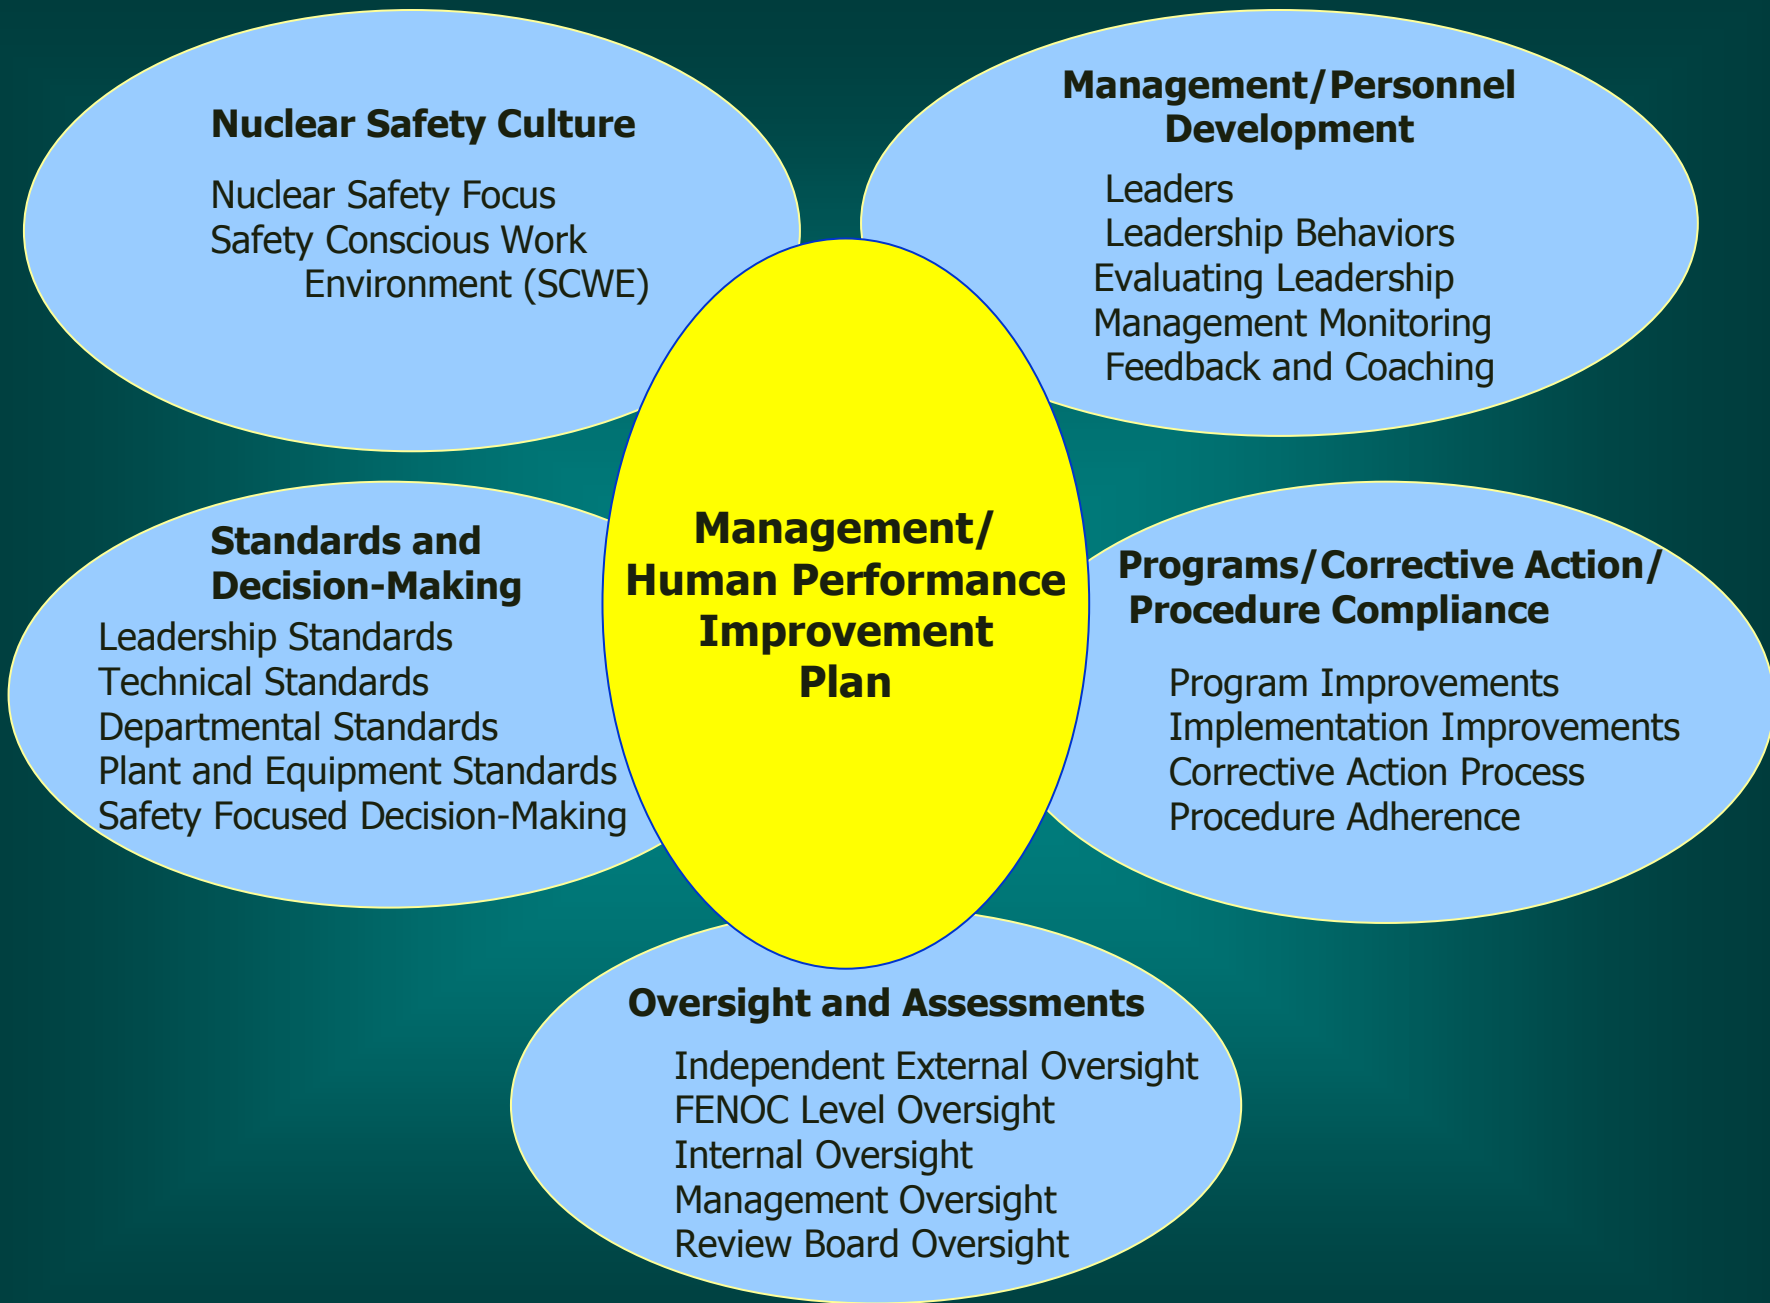 Nuclear Safety Culture
Nuclear Safety Focus
Safety Conscious Work
Environment (SCWE)
Management/Personnel
Development
Leaders
Leadership Behaviors
Evaluating Leadership
Management Monitoring
Feedback and Coaching
Management/
Human Performance
Improvement
Plan
Standards and
Decision-Making
Leadership Standards
Technical Standards
Departmental Standards
Plant and Equipment Standards
Safety Focused Decision-Making
Programs/Corrective Action/
Procedure Compliance
Program Improvements
Implementation Improvements
Corrective Action Process
Procedure Adherence
Oversight and Assessments
Independent External Oversight
FENOC Level Oversight
Internal Oversight
Management Oversight
Review Board Oversight